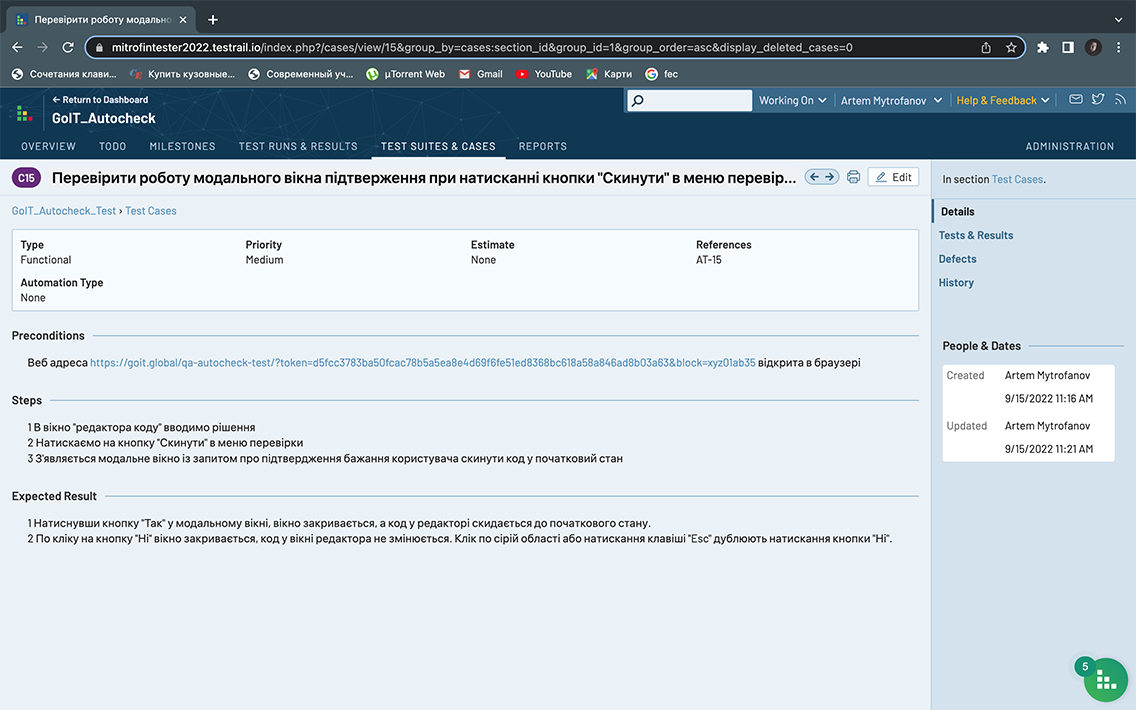 Перевірити роботу модально
mitrofintester2022.testrail.io/index.php?/cases/view/15&group_by=cases:section_id&group_id=1&group_order=asc&display_deleted_cases=0
Сочетания клави... Купить кузовные... Современный уч... µTorrent Web Gmail YouTube Карти fec
← Return to Dashboard
GoIT_Autocheck
Working On Artem Mytrofanov Help & Feedback
OVERVIEW TODO MILESTONES TEST RUNS & RESULTS TEST SUITES & CASES REPORTS ADMINISTRATION
C15 Перевірити роботу модального вікна підтверження при натисканні кнопки "Скинути" в меню перевір... Edit
GoIT_Autocheck_Test › Test Cases
Type Priority Estimate References
Functional Medium None AT-15
Automation Type
None
Preconditions
Веб адреса https://goit.global/qa-autocheck-test/?token=d5fcc3783ba50fcac78b5a5ea8e4d69f6fe51ed8368bc618a58a846ad8b03a63&block=xyz01ab35 відкрита в браузері
Steps
1 В вікно "редактора коду" вводимо рішення
2 Натискаємо на кнопку "Скинути" в меню перевірки
3 З'являється модальне вікно із запитом про підтвердження бажання користувача скинути код у початковий стан
Expected Result
1 Натиснувши кнопку "Так" у модальному вікні, вікно закривається, а код у редакторі скидається до початкового стану.
2 По кліку на кнопку "Ні" вікно закривається, код у вікні редактора не змінюється. Клік по сірій області або натискання клавіші "Esc" дублюють натискання кнопки "Ні".
In section Test Cases.
Details
Tests & Results
Defects
History
People & Dates
Created Artem Mytrofanov
9/15/2022 11:16 AM
Updated Artem Mytrofanov
9/15/2022 11:21 AM
5